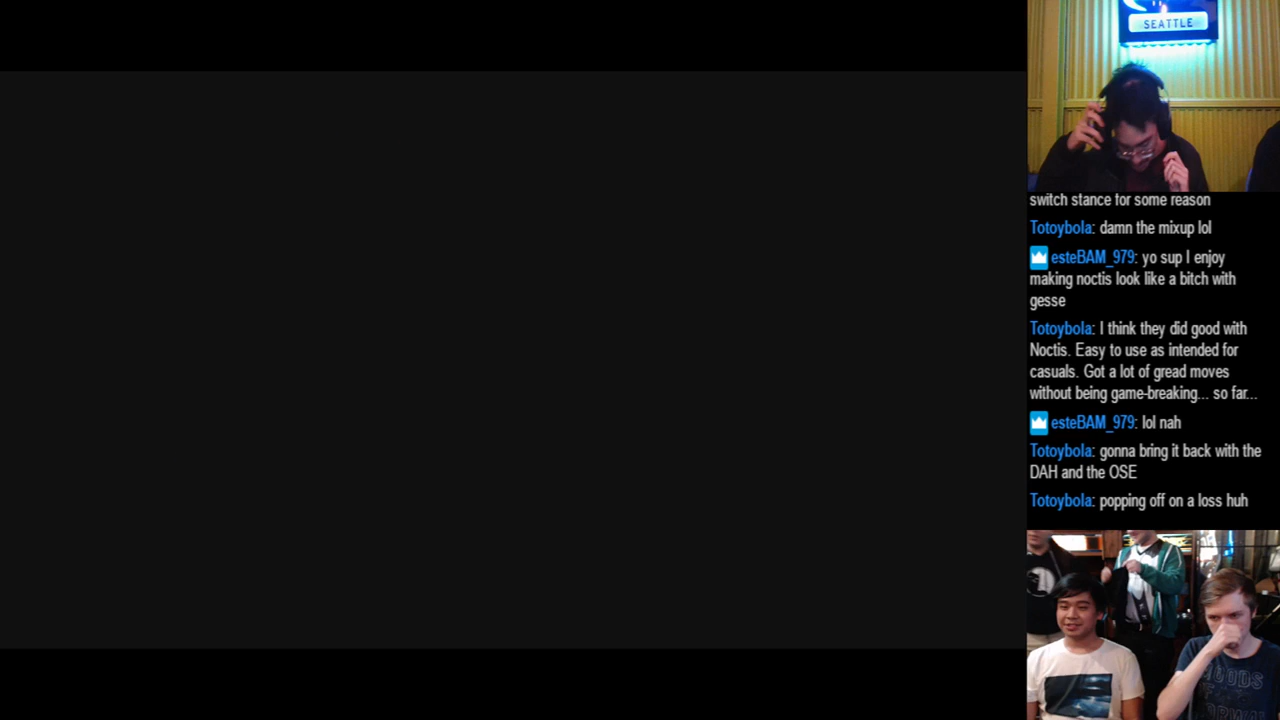 SEATTLE
switch stance for some reason
Totoybola: damn the mixup lol
esteBAM_979: yo sup I enjoy
making noctis look like a bitch with
gesse
Totoybola: I think they did good with
Noctis. Easy to use as intended for
casuals. Got a lot of gread moves
without being game-breaking... so far...
esteBAM_979: lol nah
Totoybola: gonna bring it back with the
DAH and the OSE
Totoybola: popping off on a loss huh